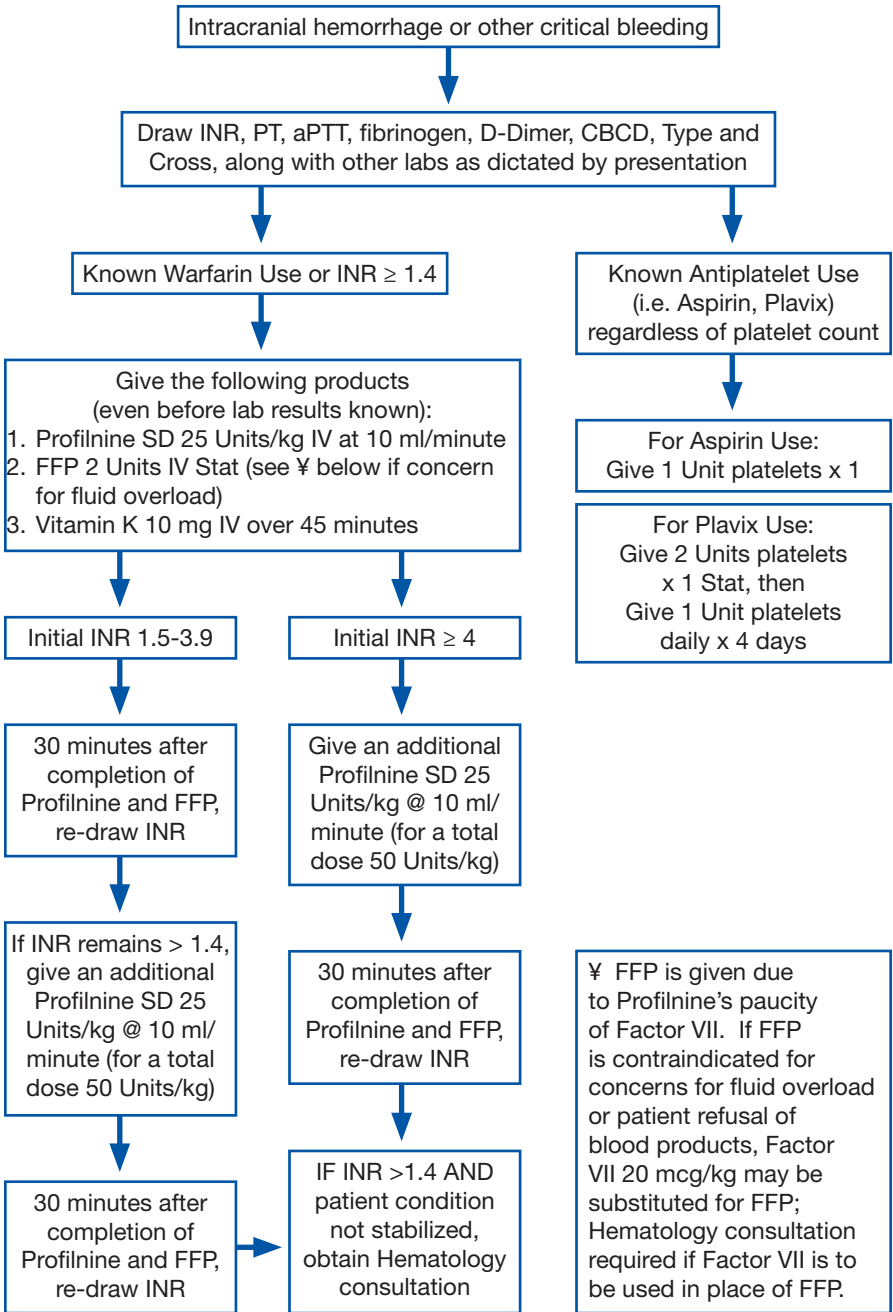 Intracranial hemorrhage or other critical bleeding
Draw INR, PT, aPTT, fibrinogen, D-Dimer, CBCD, Type and
Cross, along with other labs as dictated by presentation
Known Warfarin Use or INR ≥ 1.4
Give the following products
(even before lab results known):
1. Profilnine SD 25 Units/kg IV at 10 ml/minute
2. FFP 2 Units IV Stat (see ¥ below if concern
for fluid overload)
3. Vitamin K 10 mg IV over 45 minutes
Initial INR 1.5-3.9
30 minutes after
completion of
Profilnine and FFP,
re-draw INR
If INR remains > 1.4,
give an additional
Profilnine SD 25
Units/kg @ 10 ml/
minute (for a total
dose 50 Units/kg)
30 minutes after
completion of
Profilnine and FFP,
re-draw INR
Initial INR ≥ 4
Give an additional
Profilnine SD 25
Units/kg @ 10 ml/
minute (for a total
dose 50 Units/kg)
30 minutes after
completion of
Profilnine and FFP,
re-draw INR
IF INR >1.4 AND
patient condition
not stabilized,
obtain Hematology
consultation
Known Antiplatelet Use
(i.e. Aspirin, Plavix)
regardless of platelet count
For Aspirin Use:
Give 1 Unit platelets x 1
For Plavix Use:
Give 2 Units platelets
x 1 Stat, then
Give 1 Unit platelets
daily x 4 days
¥ FFP is given due
to Profilnine's paucity
of Factor VII. If FFP
is contraindicated for
concerns for fluid overload
or patient refusal of
blood products, Factor
VII 20 mcg/kg may be
substituted for FFP;
Hematology consultation
required if Factor VII is to
be used in place of FFP.